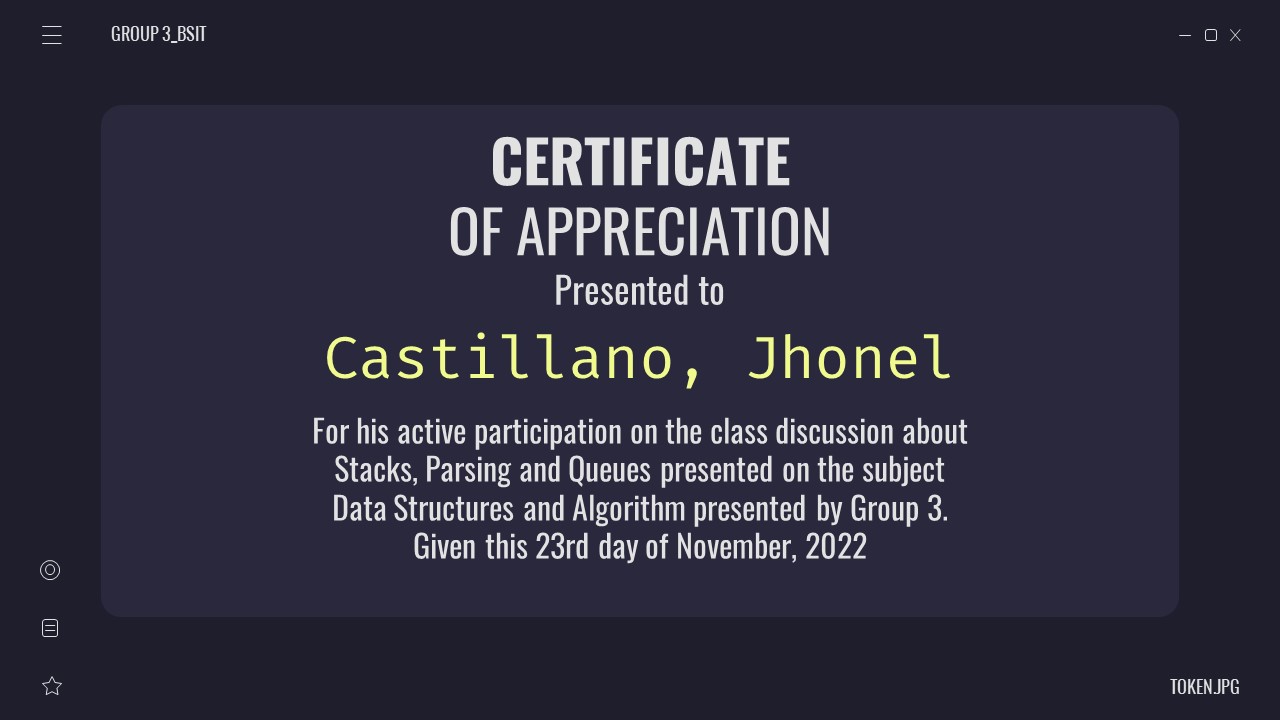 GROUP 3_BSIT
CERTIFICATE
OF APPRECIATION
Presented to
Castillano, Jhonel
For his active participation on the class discussion about
Stacks, Parsing and Queues presented on the subject
Data Structures and Algorithm presented by Group 3.
Given this 23rd day of November, 2022
TOKEN.JPG